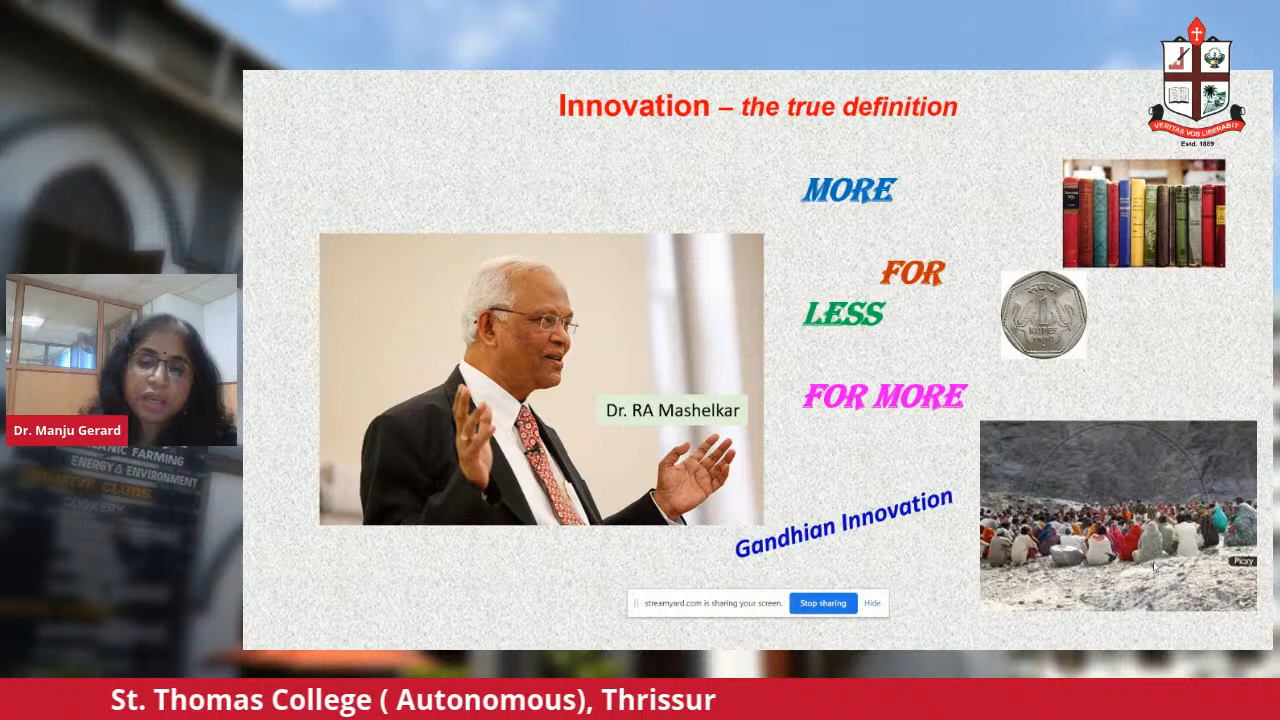 VERITAS VOS LIBERABIT
Estd. 1889
Innovation – the true definition
MORE
FOR
LESS
रुपया
1
RUPEE
FOR MORE
Dr. RA Mashelkar
Gandhian Innovation
Picxy
streamyard.com is sharing your screen.
Stop sharing
Hide
Dr. Manju Gerard
ORGANIC FARMING
ENERGY & ENVIRONMENT
St. Thomas College ( Autonomous), Thrissur